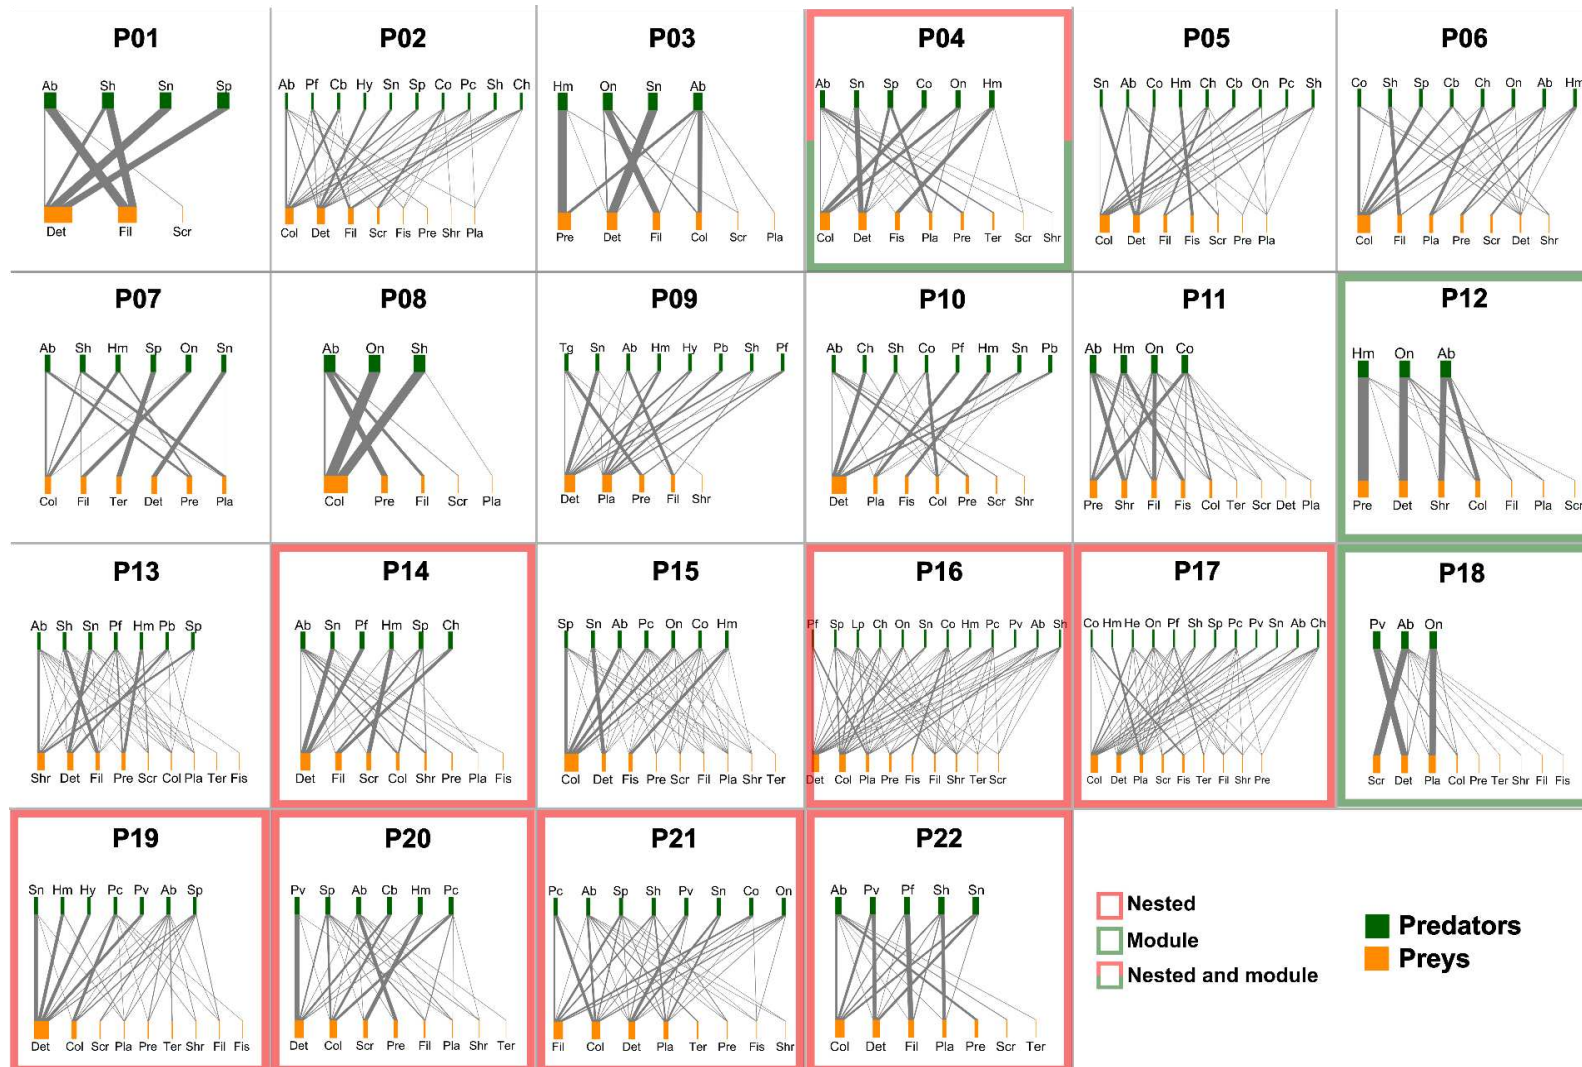 P01 P02 P03 P04 P05 P06
Ab Sh Sn Sp
Ab Pf Cb Hy Sn Sp Co Pc Sh Ch
Hm On Sn Ab
Ab Sn Sp Co On Hm
Sn Ab Co Hm Ch Cb On Pc Sh
Co Sh Sp Cb Ch On Ab Hm
Det Fil Scr
Col Det Fil Scr Fis Pre Shr Pla
Pre Det Fil Col Scr Pla
Col Det Fis Pla Pre Ter Scr Shr
Col Det Fil Fis Scr Pre Pla
Col Fil Pla Pre Scr Det Shr
P07 P08 P09 P10 P11 P12
Ab Sh Hm Sp On Sn
Ab On Sh
Tg Sn Ab Hm Hy Pb Sh Pf
Ab Ch Sh Co Pf Hm Sn Pb
Ab Hm On Co
Hm On Ab
Col Fil Ter Det Pre Pla
Col Pre Fil Scr Pla
Det Pla Pre Fil Shr
Det Pla Fis Col Pre Scr Shr
Pre Shr Fil Fis Col Ter Scr Det Pla
Pre Det Shr Col Fil Pla Scr
P13 P14 P15 P16 P17 P18
Ab Sh Sn Pf Hm Pb Sp
Ab Sn Pf Hm Sp Ch
Sp Sn Ab Pc On Co Hm
Pf Sp Lp Ch On Sn Co Hm Pc Pv Ab Sh
Co Hm He On Pf Sh Sp Pc Pv Sn Ab Ch
Pv Ab On
Shr Det Fil Pre Scr Col Pla Ter Fis
Det Fil Scr Col Shr Pre Pla Fis
Col Det Fis Pre Scr Fil Pla Shr Ter
Det Col Pla Pre Fis Fil Shr Ter Scr
Col Det Pla Scr Fis Ter Fil Shr Pre
Scr Det Pla Col Pre Ter Shr Fil Fis
P19 P20 P21 P22
Sn Hm Hy Pc Pv Ab Sp
Pv Sp Ab Cb Hm Pc
Pc Ab Sp Sh Pv Sn Co On
Ab Pv Pf Sh Sn
Det Col Scr Pla Pre Ter Shr Fil Fis
Det Col Scr Pre Fil Pla Shr Ter
Fil Col Det Pla Ter Pre Fis Shr
Col Det Fil Pla Pre Scr Ter
Nested
Module
Nested and module
Predators
Preys